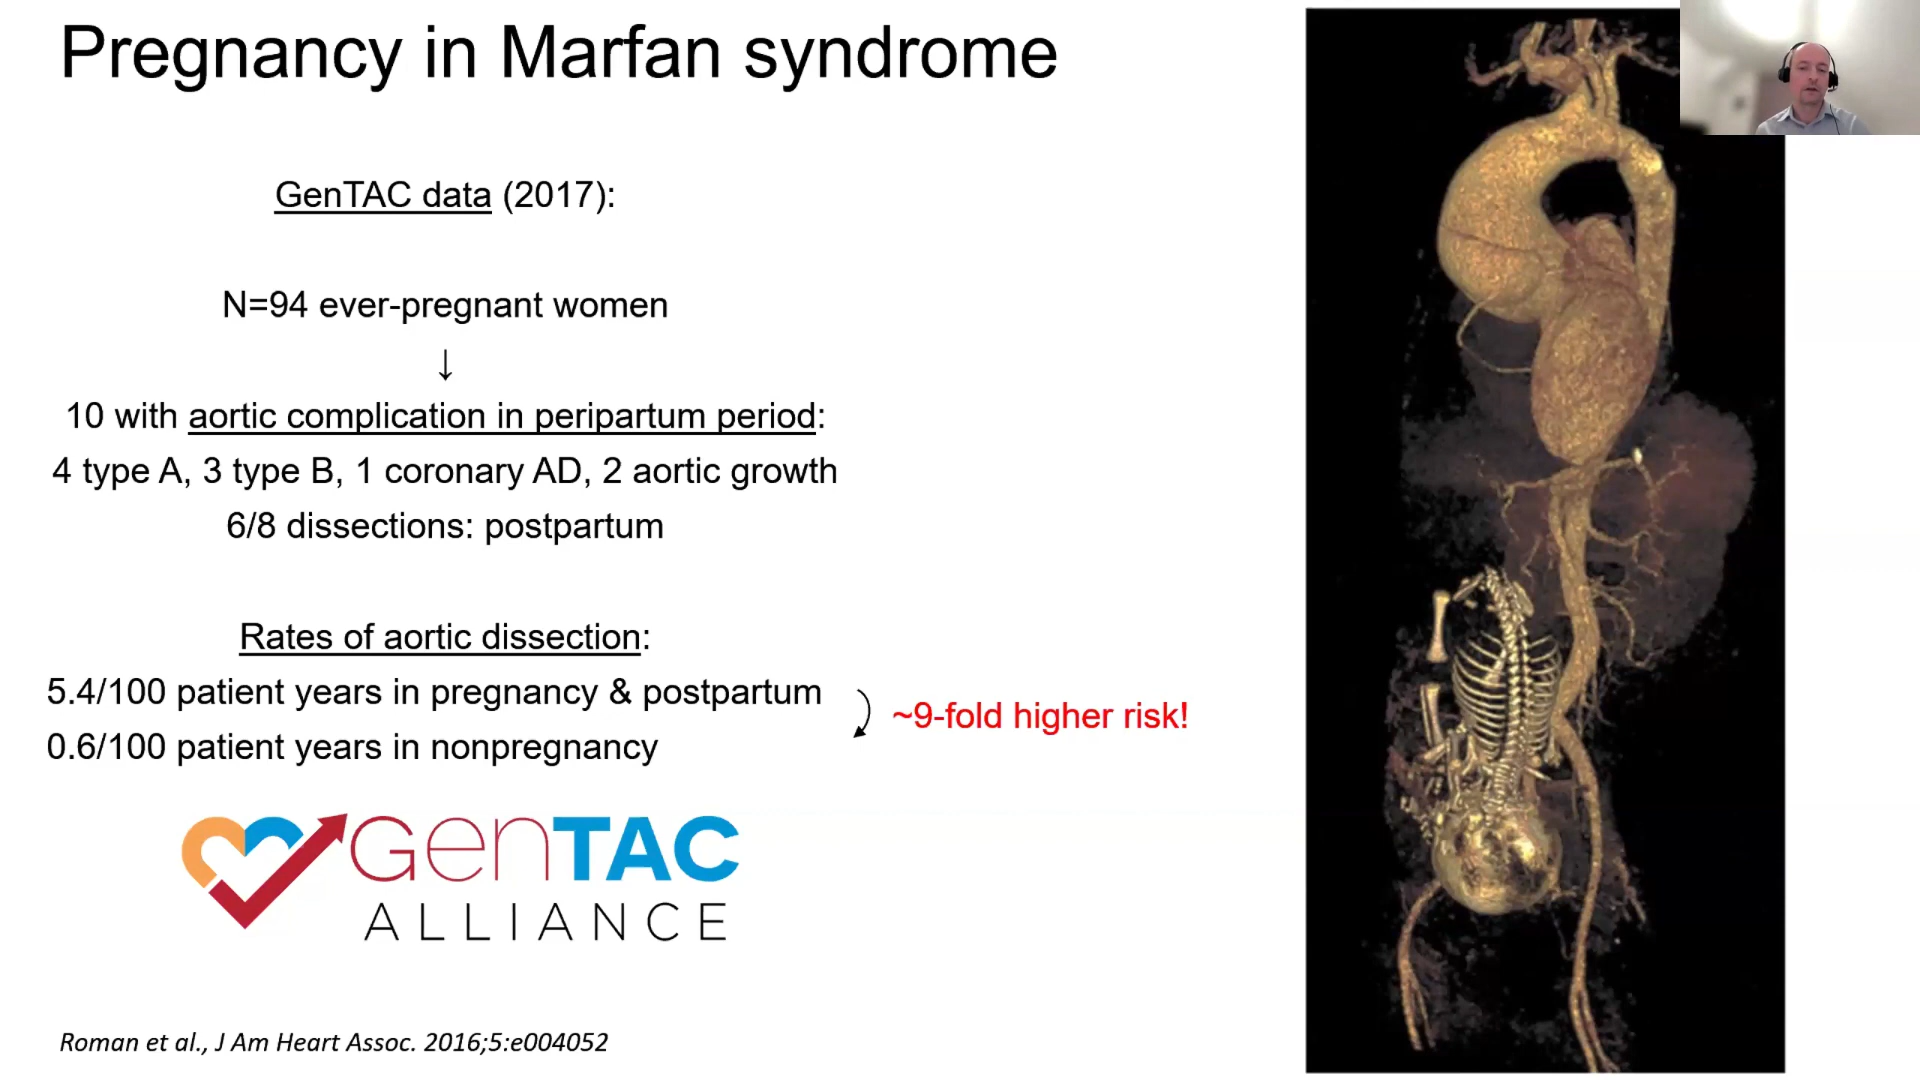 Pregnancy in Marfan syndrome
GenTAC data (2017):
N=94 ever-pregnant women
↓
10 with aortic complication in peripartum period:
4 type A, 3 type B, 1 coronary AD, 2 aortic growth
6/8 dissections: postpartum
Rates of aortic dissection:
5.4/100 patient years in pregnancy & postpartum
~9-fold higher risk!
0.6/100 patient years in nonpregnancy
GenTAC
ALLIANCE
Roman et al., J Am Heart Assoc. 2016;5:e004052